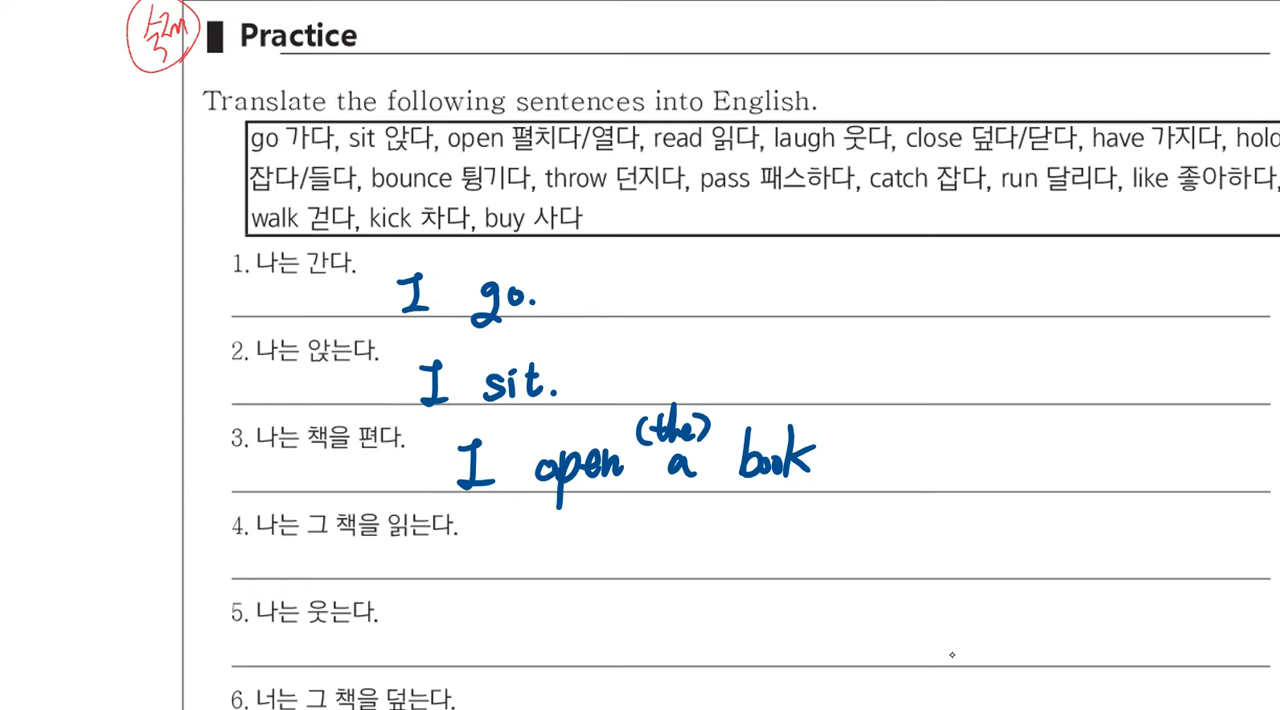 숙제
Practice
Translate the following sentences into English.
go 가다, sit 앉다, open 펼치다/열다, read 읽다, laugh 웃다, close 덮다/닫다, have 가지다, hold
잡다/들다, bounce 튕기다, throw 던지다, pass 패스하다, catch 잡다, run 달리다, like 좋아하다,
walk 걷다, kick 차다, buy 사다
1. 나는 간다.
I go.
2. 나는 앉는다.
I sit.
3. 나는 책을 편다.
(the)
I open a book
4. 나는 그 책을 읽는다.
5. 나는 웃는다.
6. 너는 그 책을 덮는다.